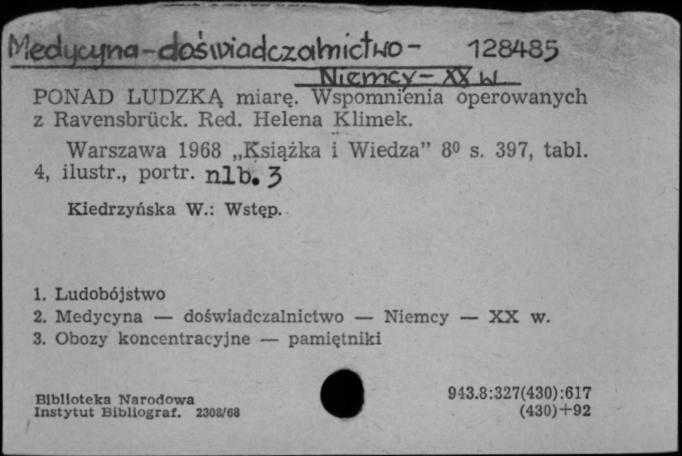 Medycyna-doświadczalnictwo- 128485
Niemcy-XX w
PONAD LUDZKĄ miarę. Wspomnienia operowanych
z Ravensbrück. Red. Helena Klimek.
Warszawa 1968 „Książka i Wiedza” 8⁰ s. 397, tabl.
4, ilustr., portr. nlb. 3
Kiedrzyńska W.: Wstęp.
1. Ludobójstwo
2. Medycyna — doświadczalnictwo — Niemcy — XX w.
3. Obozy koncentracyjne — pamiętniki
Biblioteka Narodowa 943.8:327(430):617
Instytut Bibliograf. 2308/68 (430)+92